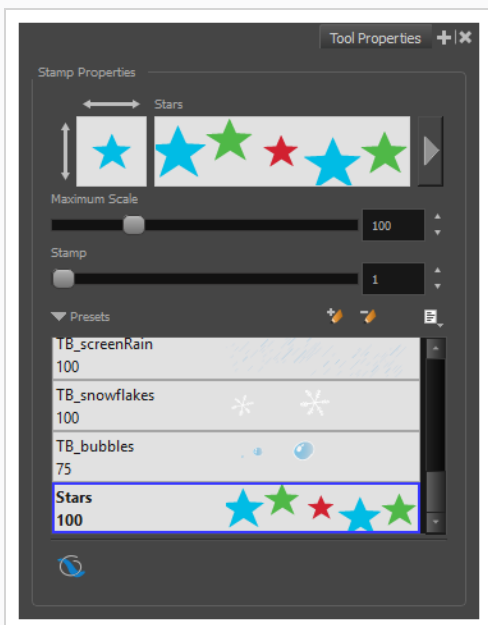 Tool Properties
Stamp Properties
Stars
Maximum Scale
100
Stamp
1
Presets
TB_screenRain
100
TB_snowflakes
100
TB_bubbles
75
Stars
100